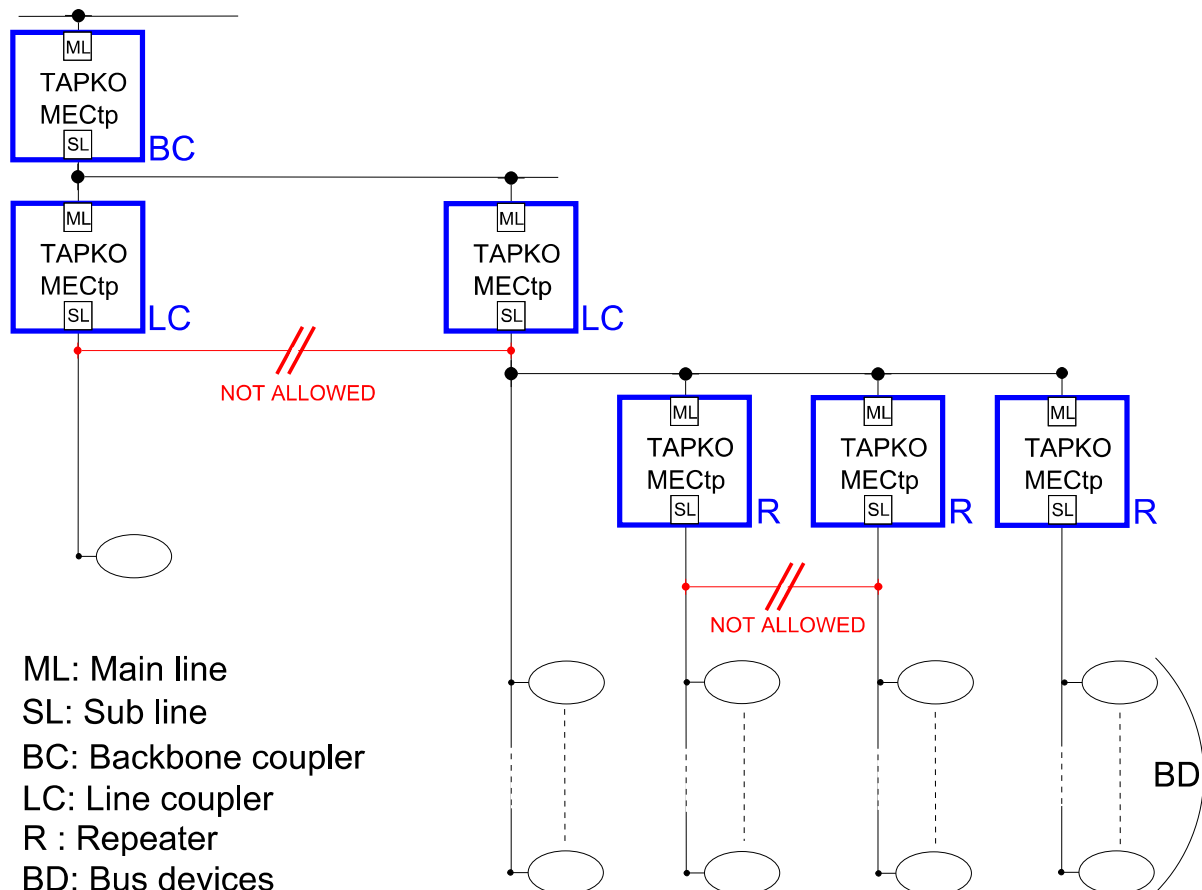 ML
TAPKO
MECtp
SL
BC
ML
TAPKO
MECtp
SL
LC
ML
TAPKO
MECtp
SL
LC
NOT ALLOWED
ML
TAPKO
MECtp
SL
R
ML
TAPKO
MECtp
SL
R
ML
TAPKO
MECtp
SL
R
NOT ALLOWED
ML: Main line
SL: Sub line
BC: Backbone coupler
LC: Line coupler
R : Repeater
BD: Bus devices
BD